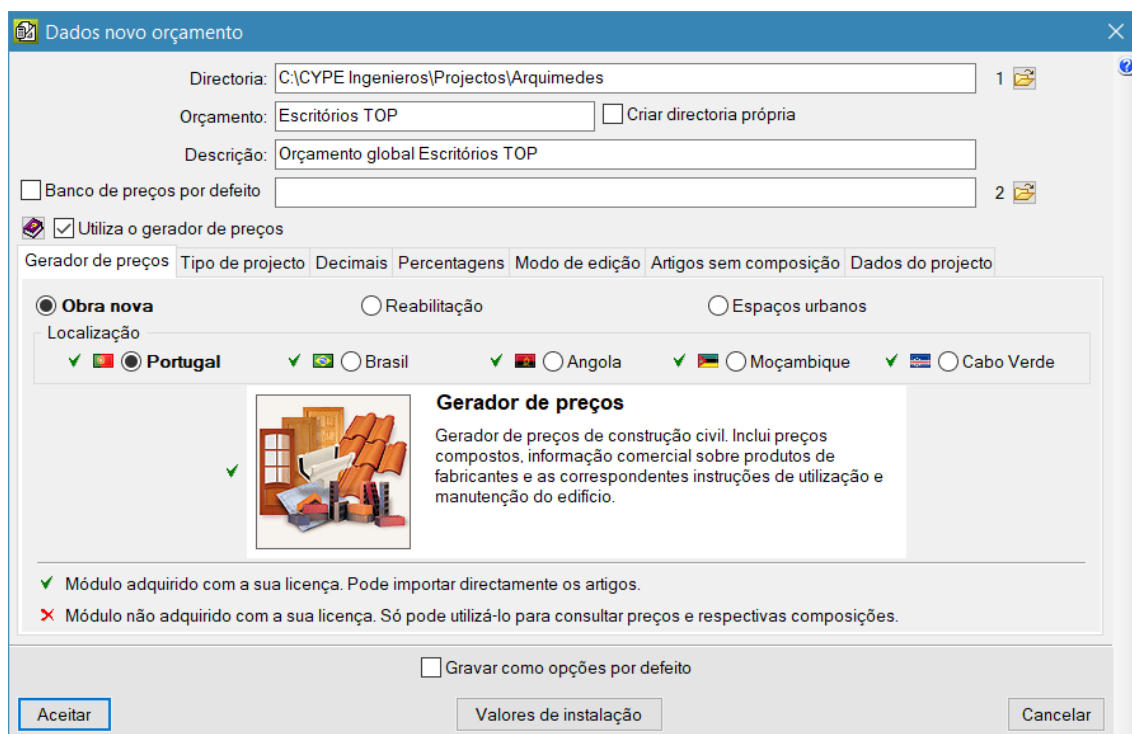 Dados novo orçamento
Directoria: C:\CYPE Ingenieros\Projectos\Arquimedes 1
Orçamento: Escritórios TOP Criar directoria própria
Descrição: Orçamento global Escritórios TOP
Banco de preços por defeito 2
Utiliza o gerador de preços
Gerador de preços Tipo de projecto Decimais Percentagens Modo de edição Artigos sem composição Dados do projecto
Obra nova Reabilitação Espaços urbanos
Localização
Portugal Brasil Angola Moçambique Cabo Verde
Gerador de preços
Gerador de preços de construção civil. Inclui preços
compostos, informação comercial sobre produtos de
fabricantes e as correspondentes instruções de utilização e
manutenção do edifício.
Módulo adquirido com a sua licença. Pode importar directamente os artigos.
Módulo não adquirido com a sua licença. Só pode utilizá-lo para consultar preços e respectivas composições.
Gravar como opções por defeito
Aceitar Valores de instalação Cancelar